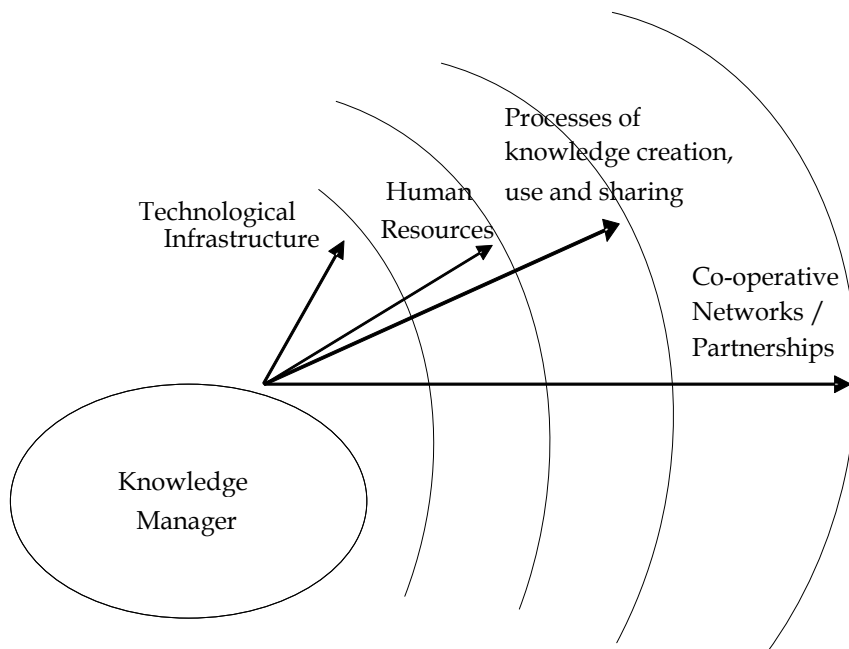 Processes of
knowledge creation,
use and sharing
Human
Resources
Technological
Infrastructure
Co-operative
Networks /
Partnerships
Knowledge
Manager